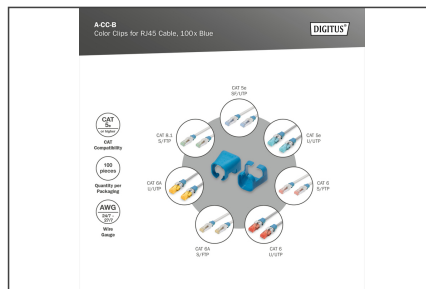 A-CC-B
Color Clips for RJ45 Cable, 100x Blue
DIGITUS®
CAT 5e
SF/UTP
CAT
5e
or higher
CAT
Compatibility
CAT 8.1
S/FTP
CAT 5e
U/UTP
100
pieces
Quantity per
Packaging
CAT 6A
U/UTP
CAT 6
S/FTP
AWG
24/7 -
27/7
Wire
Gauge
CAT 6A
S/FTP
CAT 6
U/UTP